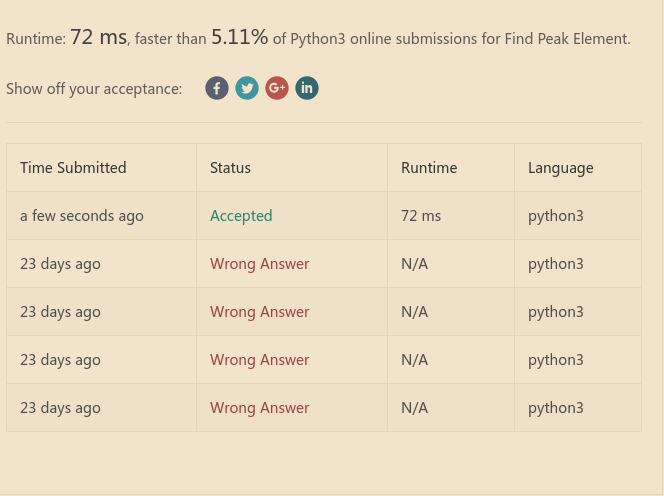 Runtime: 72 ms, faster than 5.11% of Python3 online submissions for Find Peak Element.
Show off your acceptance:
f G+ in
Time Submitted Status Runtime Language
a few seconds ago Accepted 72 ms python3
23 days ago Wrong Answer N/A python3
23 days ago Wrong Answer N/A python3
23 days ago Wrong Answer N/A python3
23 days ago Wrong Answer N/A python3